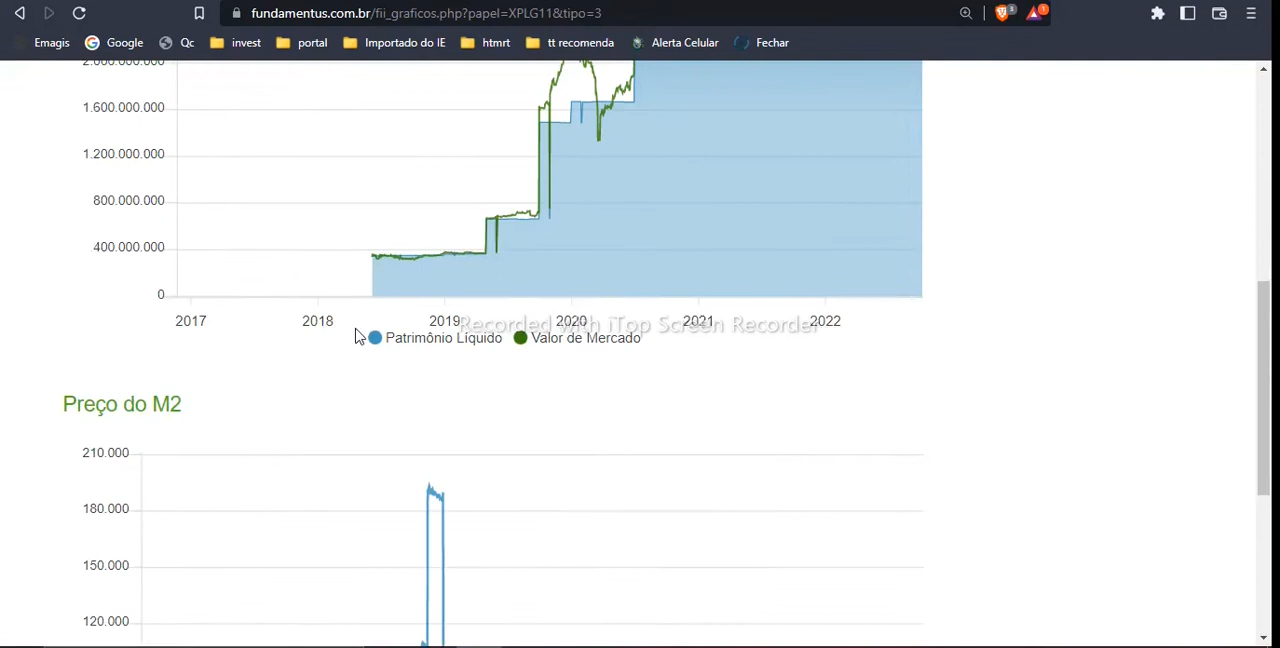 fundamentus.com.br/fii_graficos.php?papel=XPLG11&tipo=3
3
1
Emagis
Google
Qc
invest
portal
Importado do IE
htmrt
tt recomenda
Alerta Celular
Fechar
2.000.000.000
1.600.000.000
1.200.000.000
800.000.000
400.000.000
0
2017 2018 2019 2020 2021 2022
Recorded with iTop Screen Recorder
Patrimônio Líquido Valor de Mercado
Preço do M2
210.000
180.000
150.000
120.000